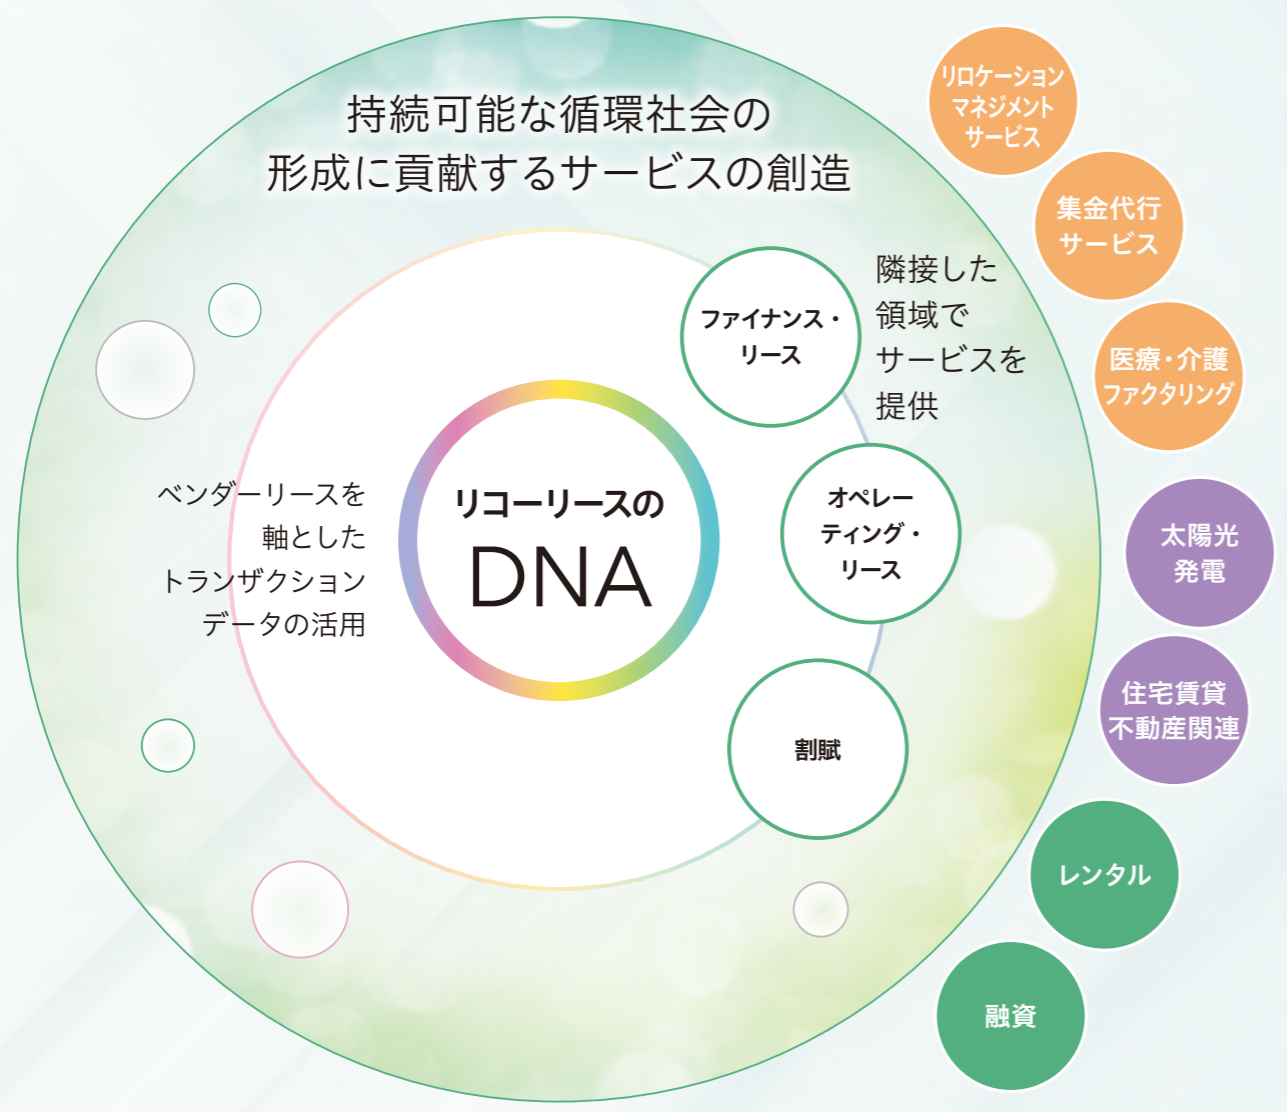 持続可能な循環社会の
形成に貢献するサービスの創造
リロケーション
マネジメント
サービス
集金代行
サービス
隣接した
領域で
サービスを
提供
ファイナンス・
リース
医療・介護
ファクタリング
ベンダーリースを
軸とした
トランザクション
データの活用
リコーリースの
DNA
オペレー
ティング・
リース
太陽光
発電
住宅賃貸
不動産関連
割賦
レンタル
融資